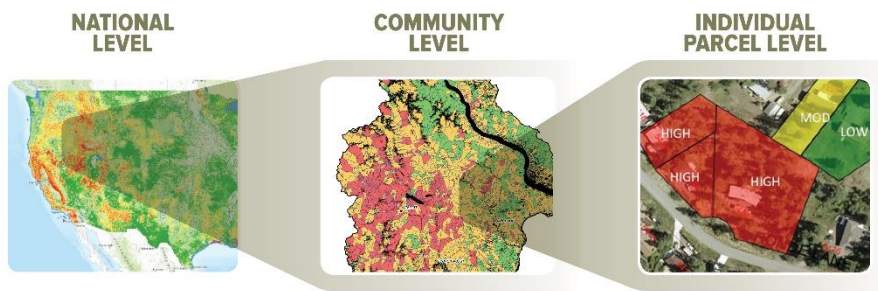 NATIONAL
LEVEL
COMMUNITY
LEVEL
INDIVIDUAL
PARCEL LEVEL
HIGH
HIGH
HIGH
MOD
LOW